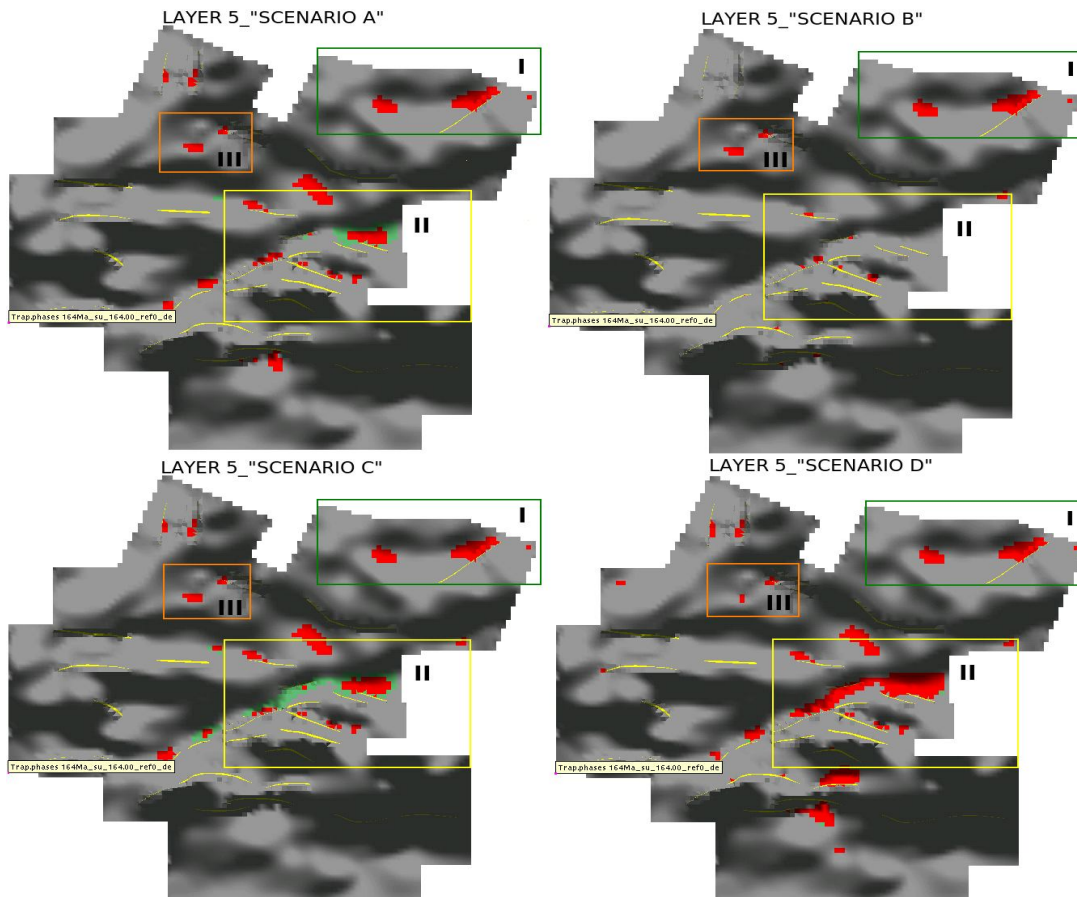 LAYER 5_"SCENARIO A"
I
III
II
Trap.phases 164Ma_su_164.00_ref0_de
LAYER 5_"SCENARIO B"
I
III
II
Trap.phases 164Ma_su_164.00_ref0_de
LAYER 5_"SCENARIO C"
I
III
II
Trap.phases 164Ma_su_164.00_ref0_de
LAYER 5_"SCENARIO D"
I
III
II
Trap.phases 164Ma_su_164.00_ref0_de